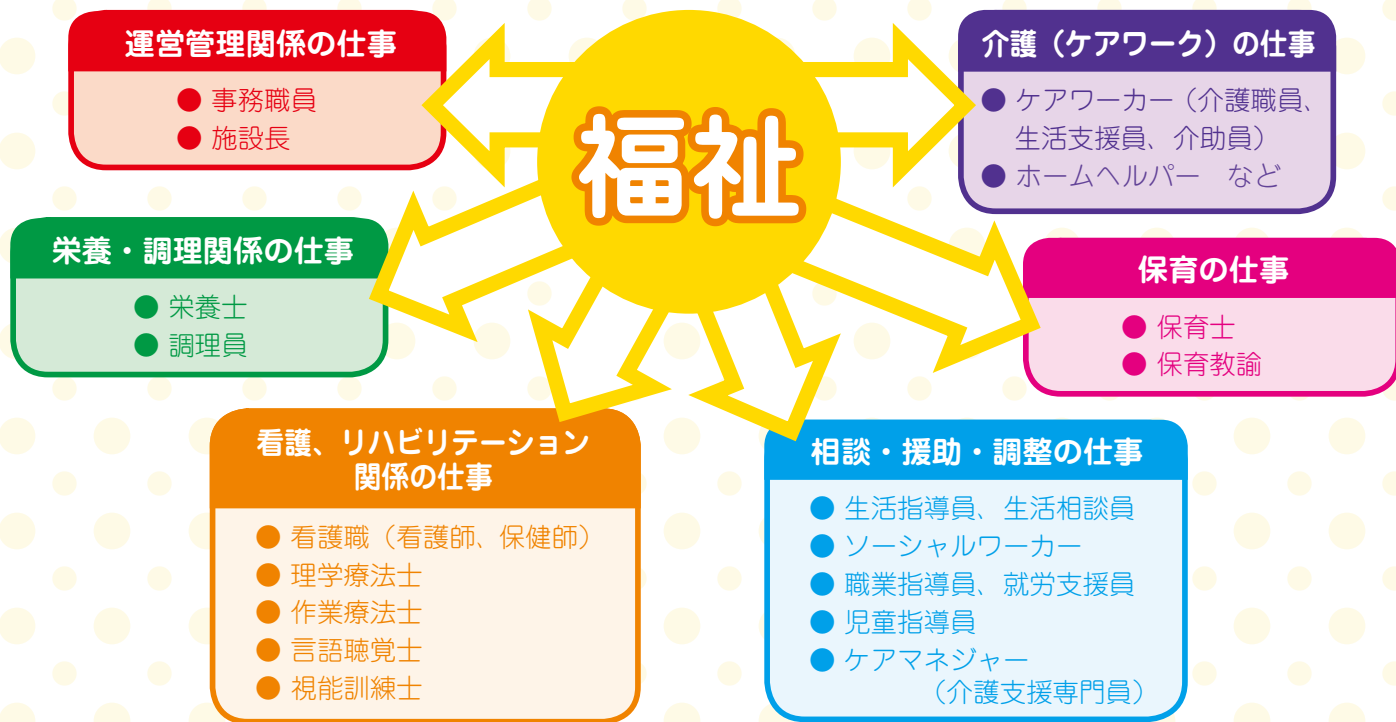 福祉
運営管理関係の仕事
● 事務職員
● 施設長
栄養・調理関係の仕事
● 栄養士
● 調理員
看護、リハビリテーション
関係の仕事
● 看護職（看護師、保健師）
● 理学療法士
● 作業療法士
● 言語聴覚士
● 視能訓練士
相談・援助・調整の仕事
● 生活指導員、生活相談員
● ソーシャルワーカー
● 職業指導員、就労支援員
● 児童指導員
● ケアマネジャー
（介護支援専門員）
保育の仕事
● 保育士
● 保育教諭
介護（ケアワーク）の仕事
● ケアワーカー（介護職員、
生活支援員、介助員）
● ホームヘルパー　など